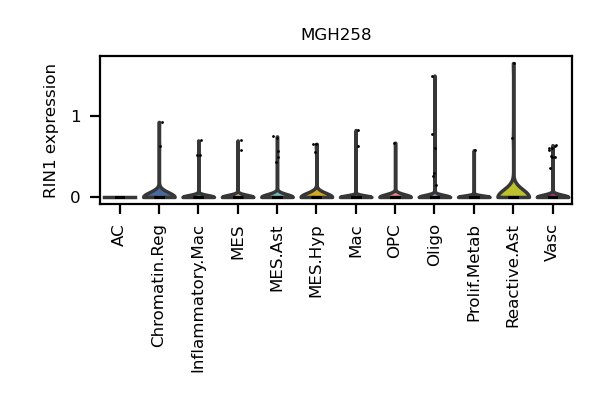 MGH258
RIN1 expression
1
0
AC
Chromatin.Reg
Inflammatory.Mac
MES
MES.Ast
MES.Hyp
Mac
OPC
Oligo
Prolif.Metab
Reactive.Ast
Vasc